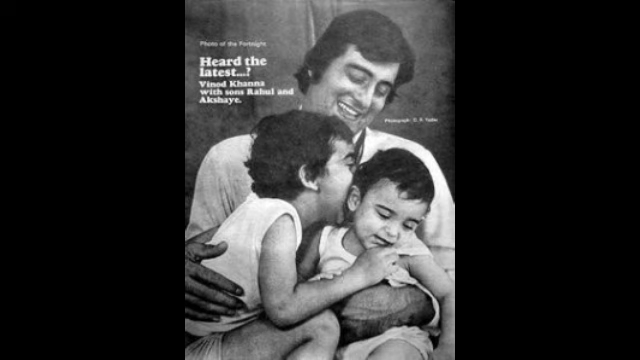 Photo of the Fortnight
Heard the
latest...?
Vinod Khanna
with sons Rahul and
Akshaye.
Photograph: